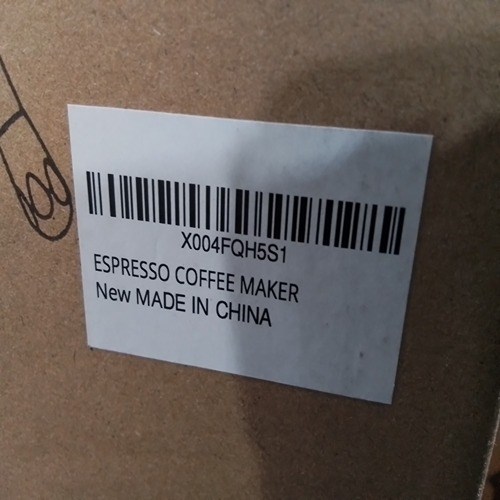 X004FQH5S1
ESPRESSO COFFEE MAKER
New MADE IN CHINA